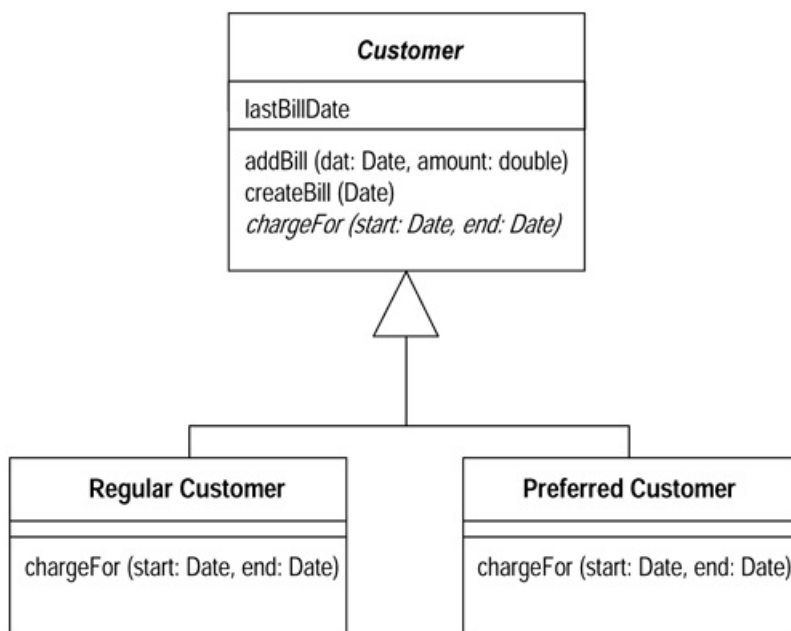 Customer
lastBillDate
addBill (dat: Date, amount: double)
createBill (Date)
chargeFor (start: Date, end: Date)
Regular Customer
chargeFor (start: Date, end: Date)
Preferred Customer
chargeFor (start: Date, end: Date)